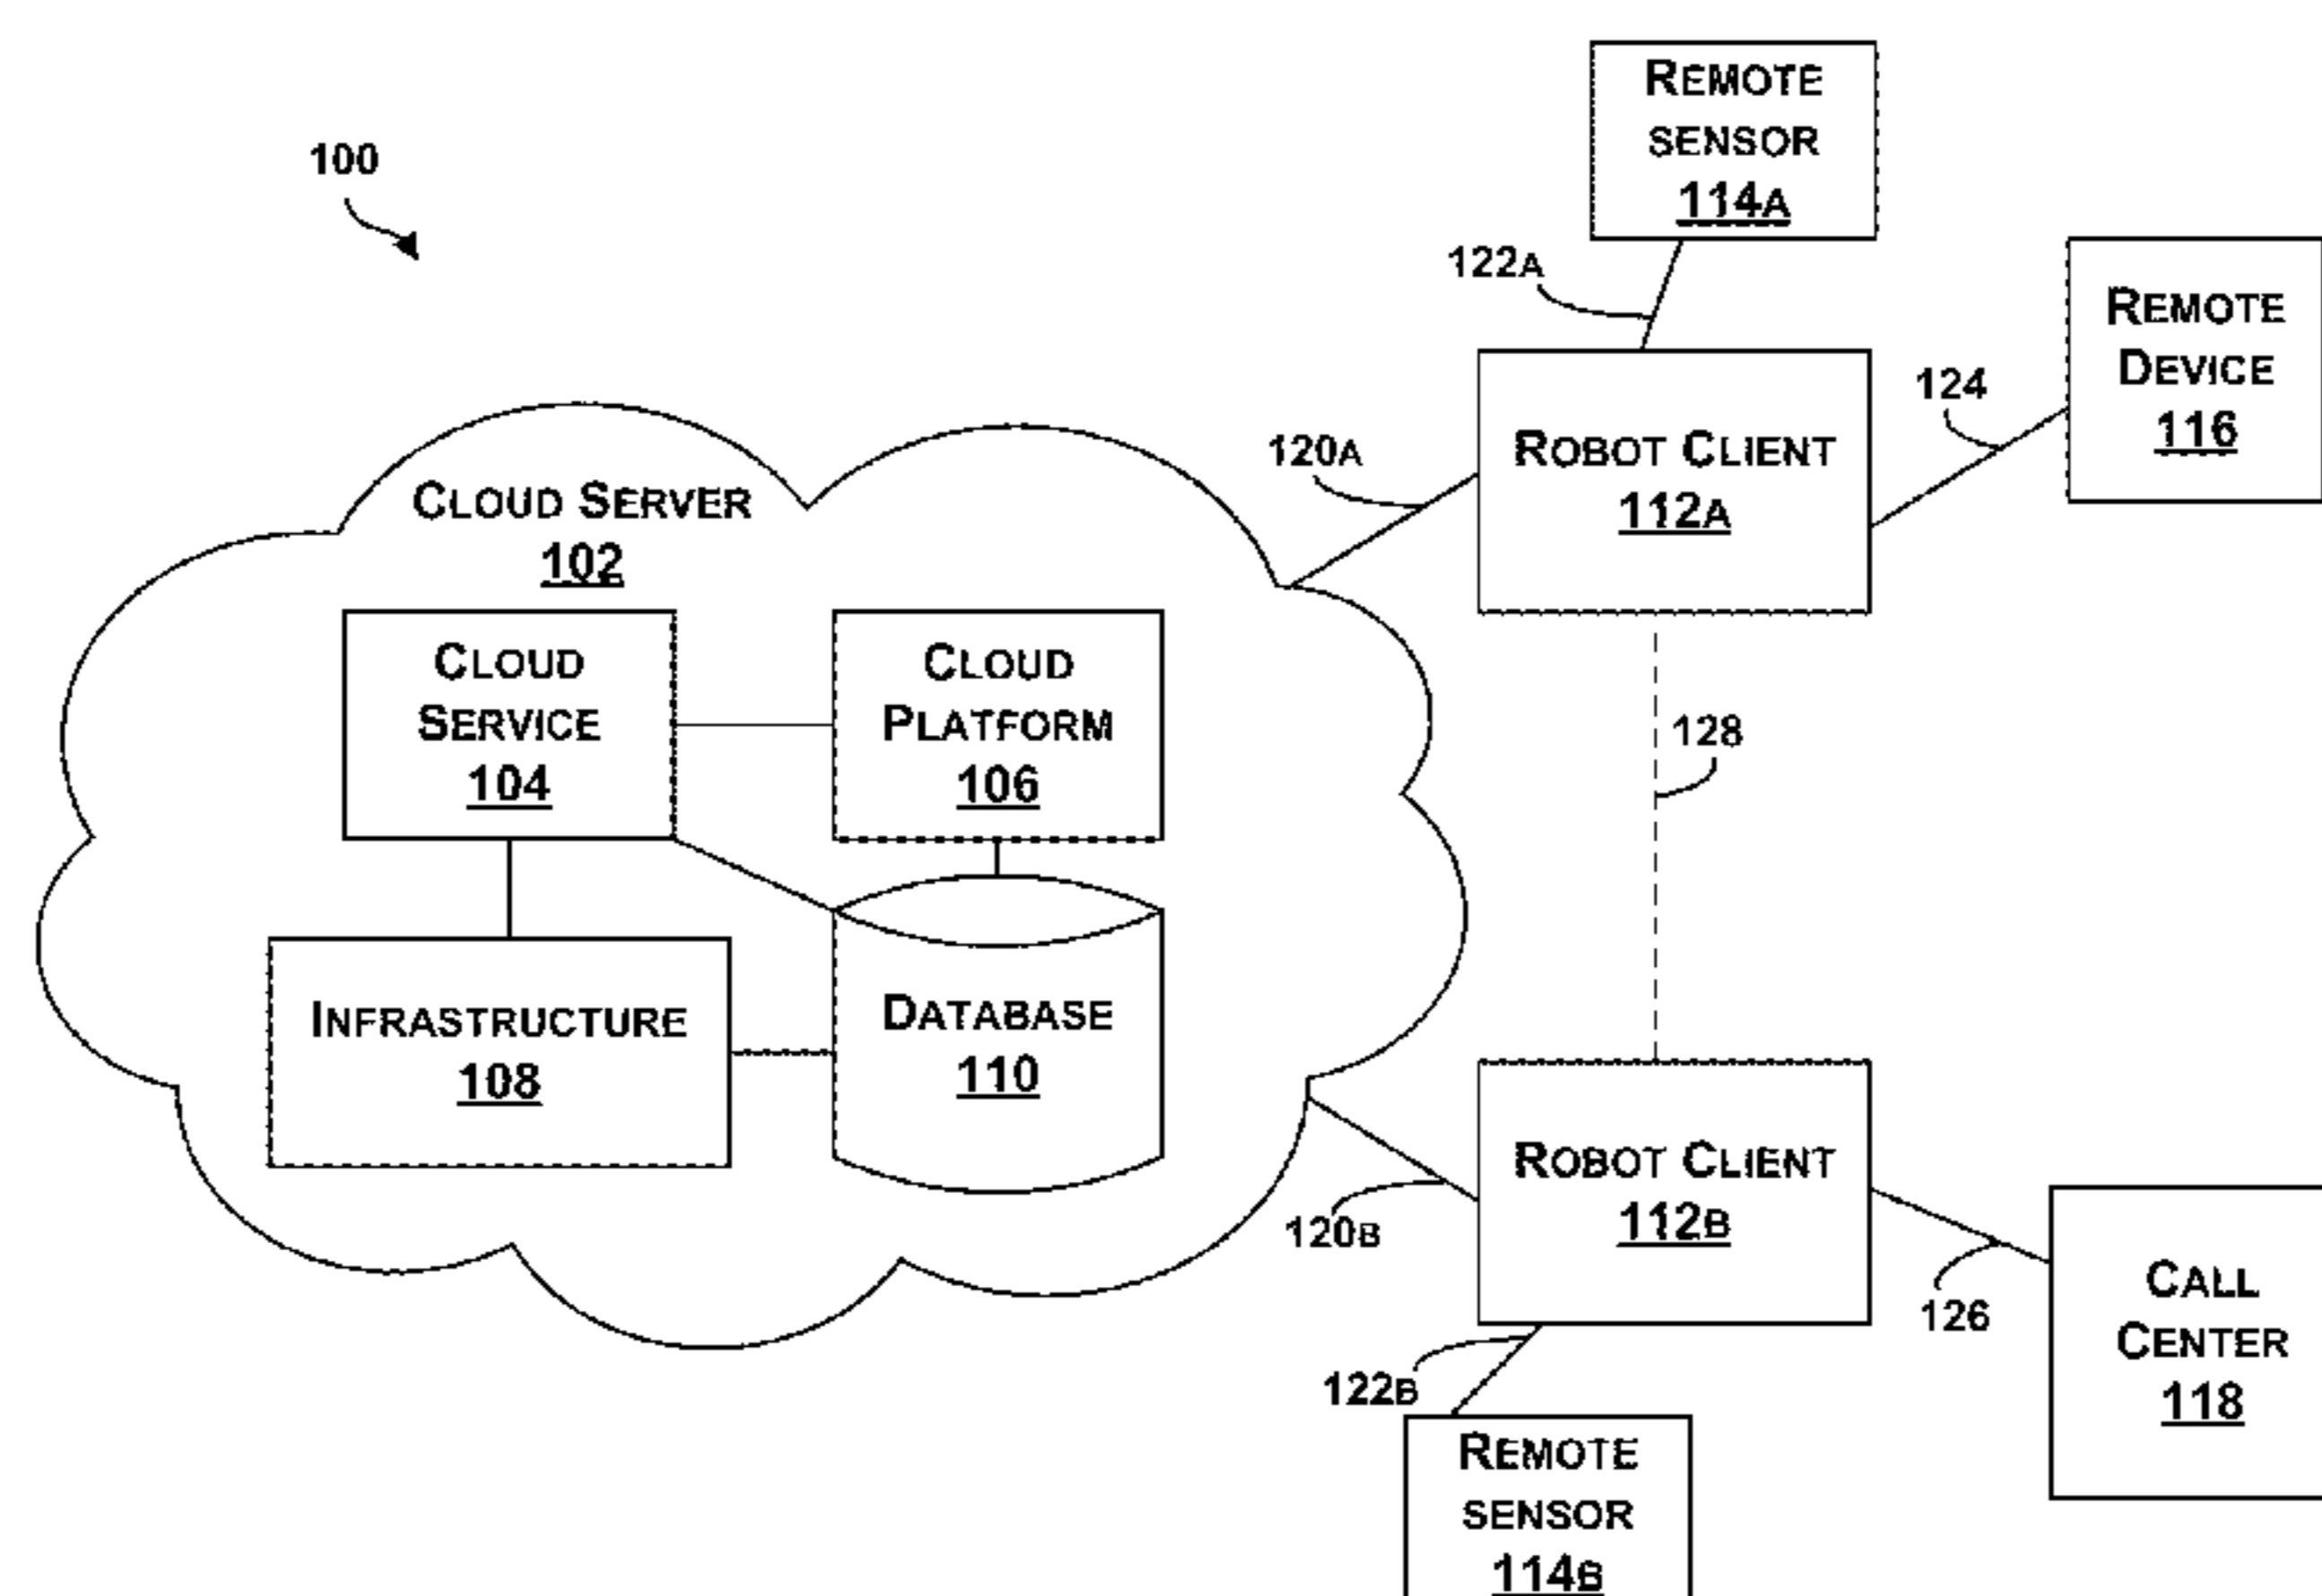 100
REMOTE
SENSOR
114A
122A
REMOTE
DEVICE
116
124
120A
ROBOT CLIENT
112A
CLOUD SERVER
102
CLOUD
SERVICE
104
CLOUD
PLATFORM
106
128
INFRASTRUCTURE
108
DATABASE
110
ROBOT CLIENT
112B
120B
126
CALL
CENTER
118
122B
REMOTE
SENSOR
114B